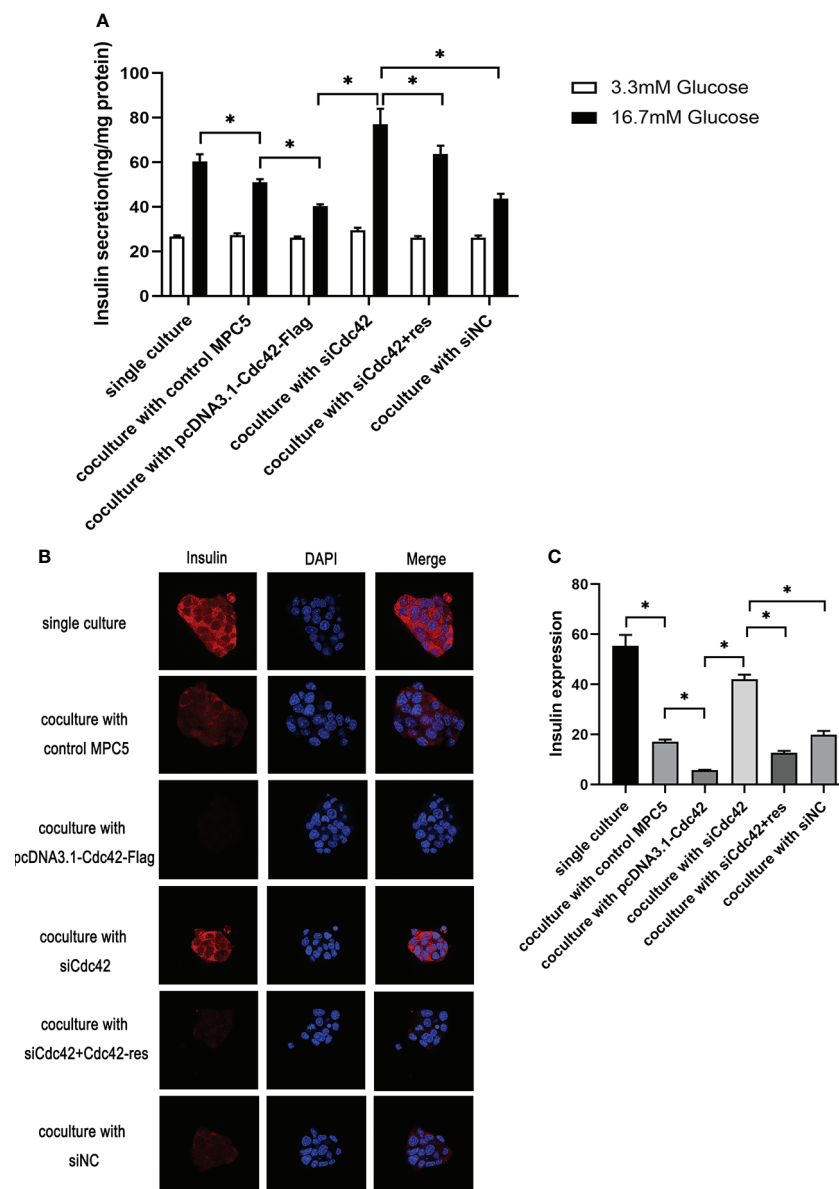 A
Insulin secretion(ng/mg protein)
100
80
60
40
20
0
*
*
*
*
*
3.3mM Glucose
16.7mM Glucose
single culture
coculture with control MPC5
coculture with pcDNA3.1-Cdc42-Flag
coculture with siCdc42
coculture with siCdc42+res
coculture with siNC
B
Insulin
DAPI
Merge
single culture
coculture with
control MPC5
coculture with
pcDNA3.1-Cdc42-Flag
coculture with
siCdc42
coculture with
siCdc42+Cdc42-res
coculture with
siNC
C
Insulin expression
80
60
40
20
0
*
*
*
*
*
single culture
coculture with control MPC5
coculture with pcDNA3.1-Cdc42
coculture with siCdc42
coculture with siCdc42+res
coculture with siNC